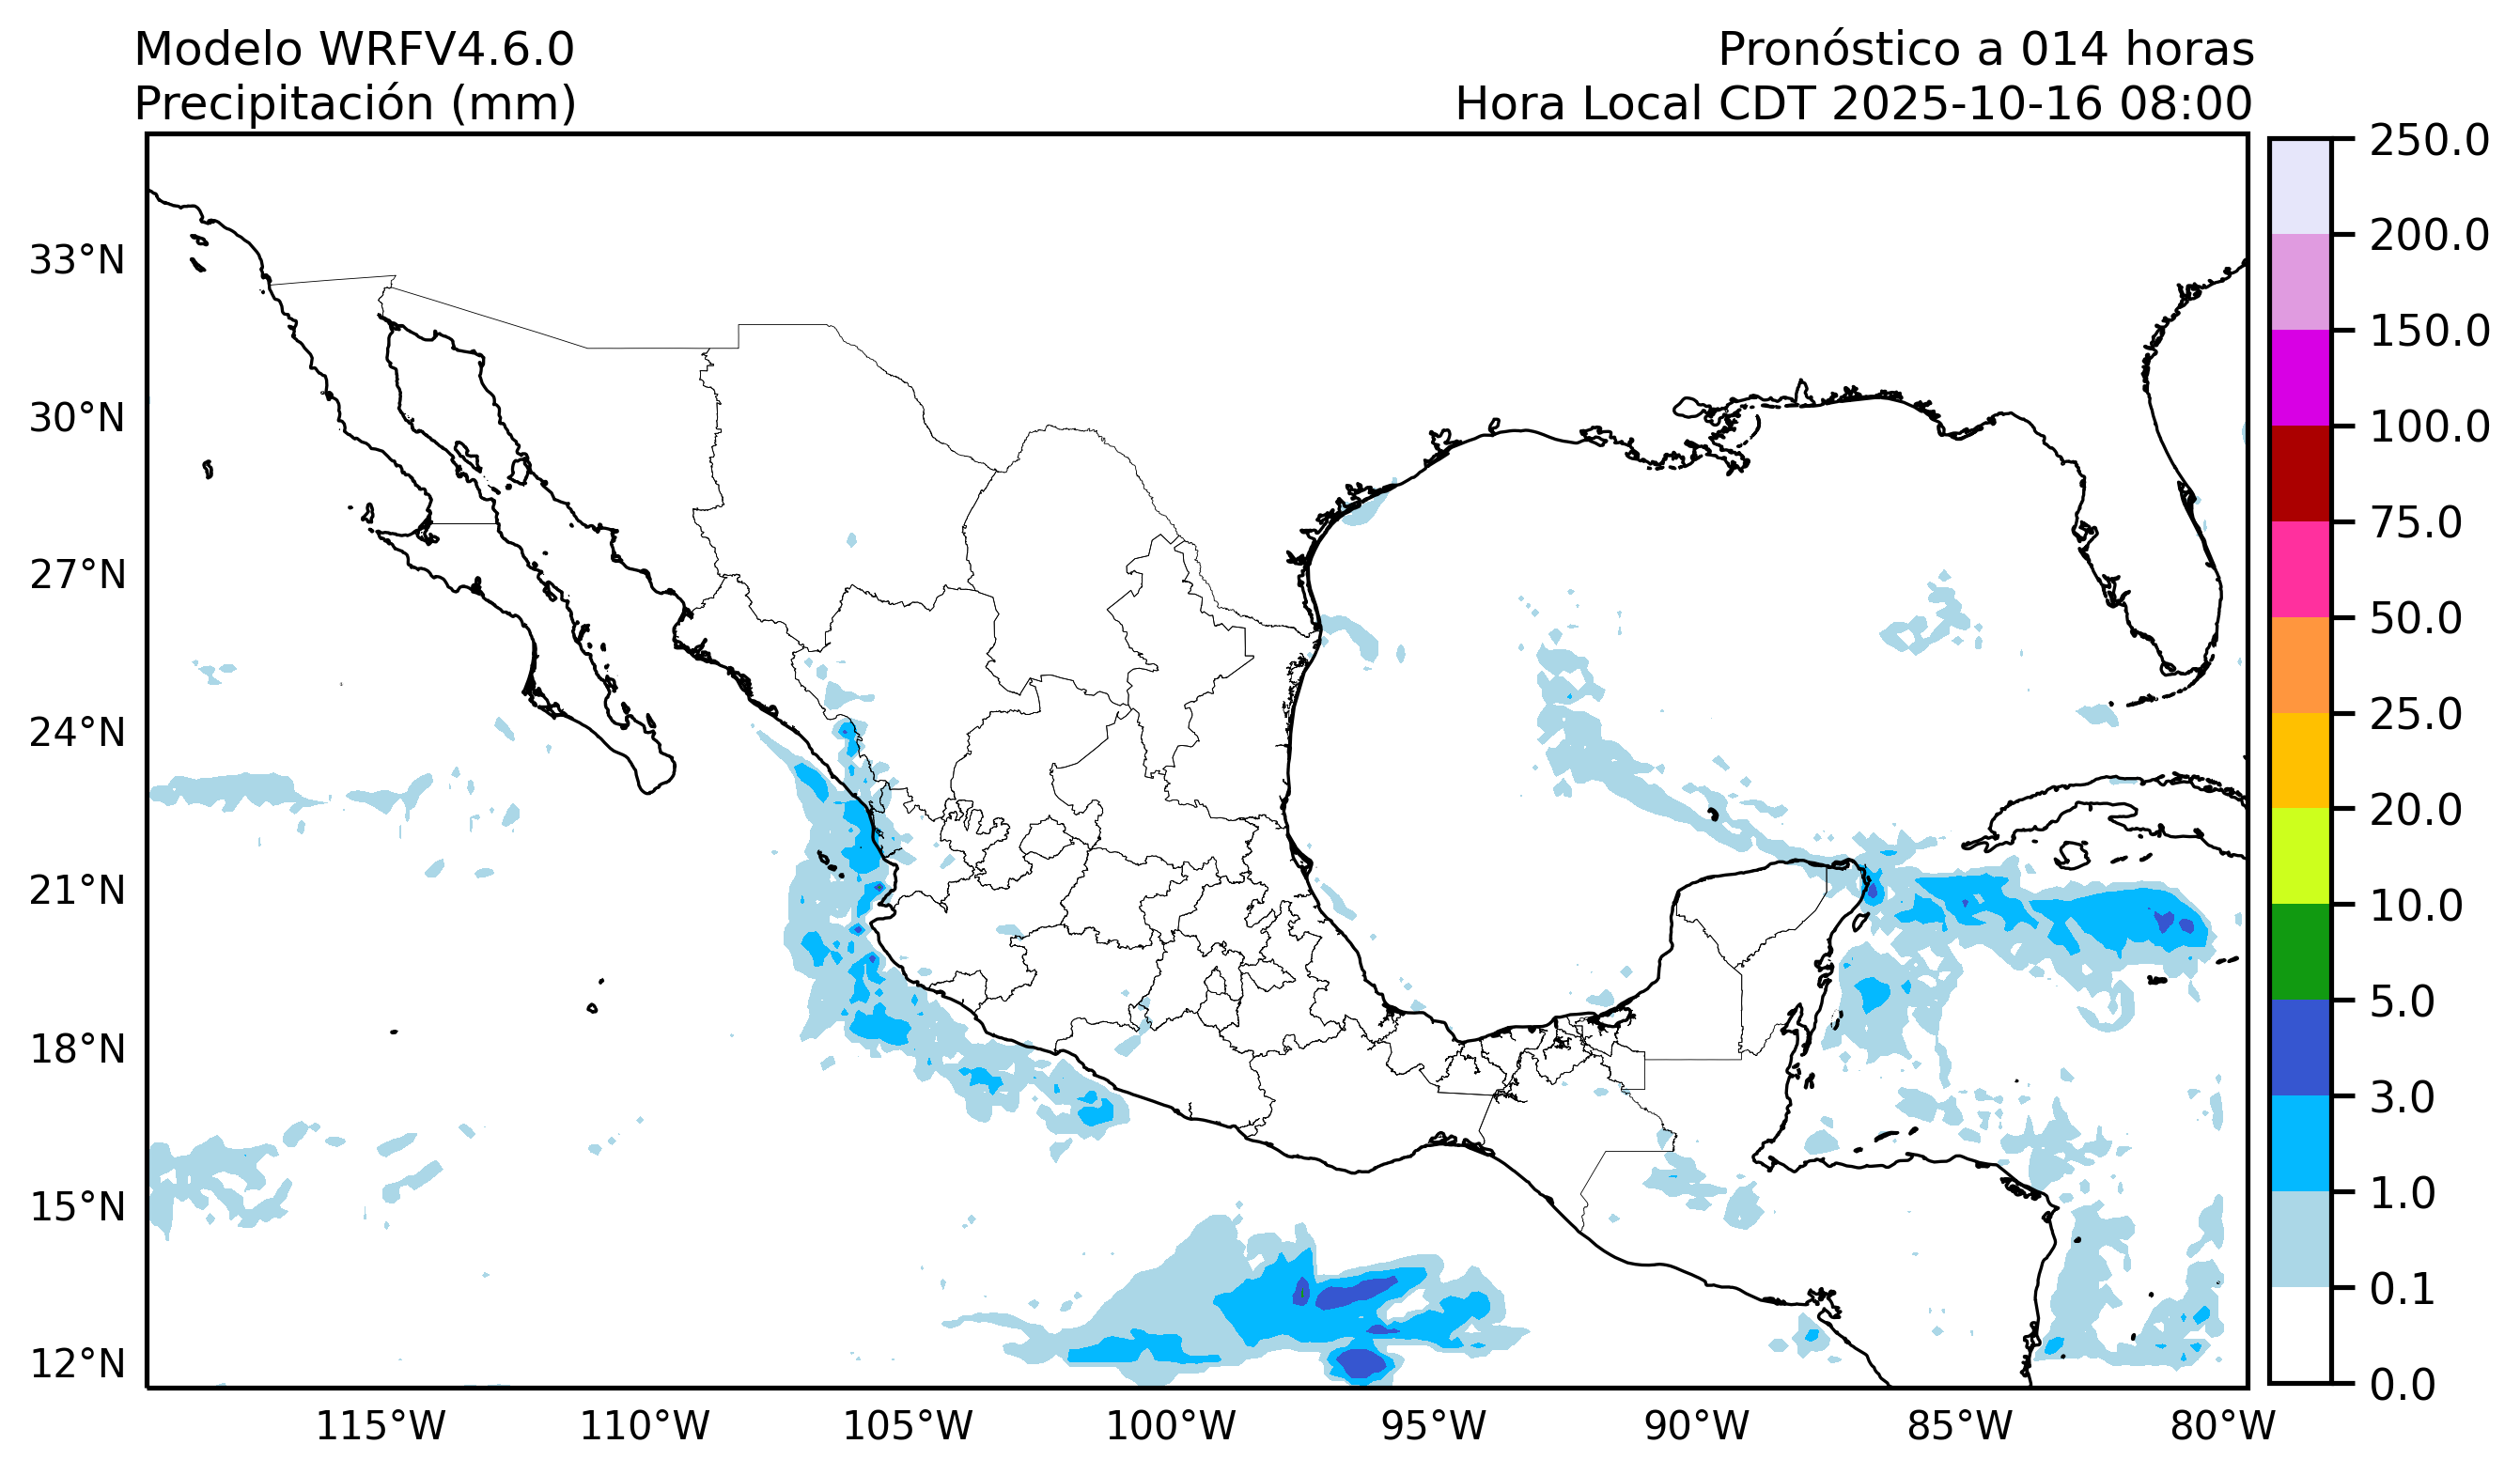 Modelo WRFV4.6.0
Precipitación (mm)
Pronóstico a 014 horas
Hora Local CDT 2025-10-16 08:00
33°N
30°N
27°N
24°N
21°N
18°N
15°N
12°N
115°W
110°W
105°W
100°W
95°W
90°W
85°W
80°W
250.0
200.0
150.0
100.0
75.0
50.0
25.0
20.0
10.0
5.0
3.0
1.0
0.1
0.0